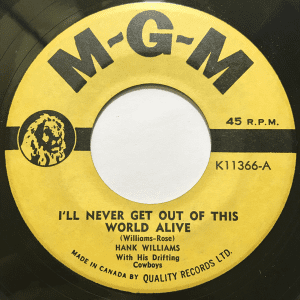 M-G-M
45 R.P.M.
K11366-A
I'LL NEVER GET OUT OF THIS
WORLD ALIVE
(Williams-Rose)
HANK WILLIAMS
With His Drifting
Cowboys
MADE IN CANADA BY QUALITY RECORDS LTD.